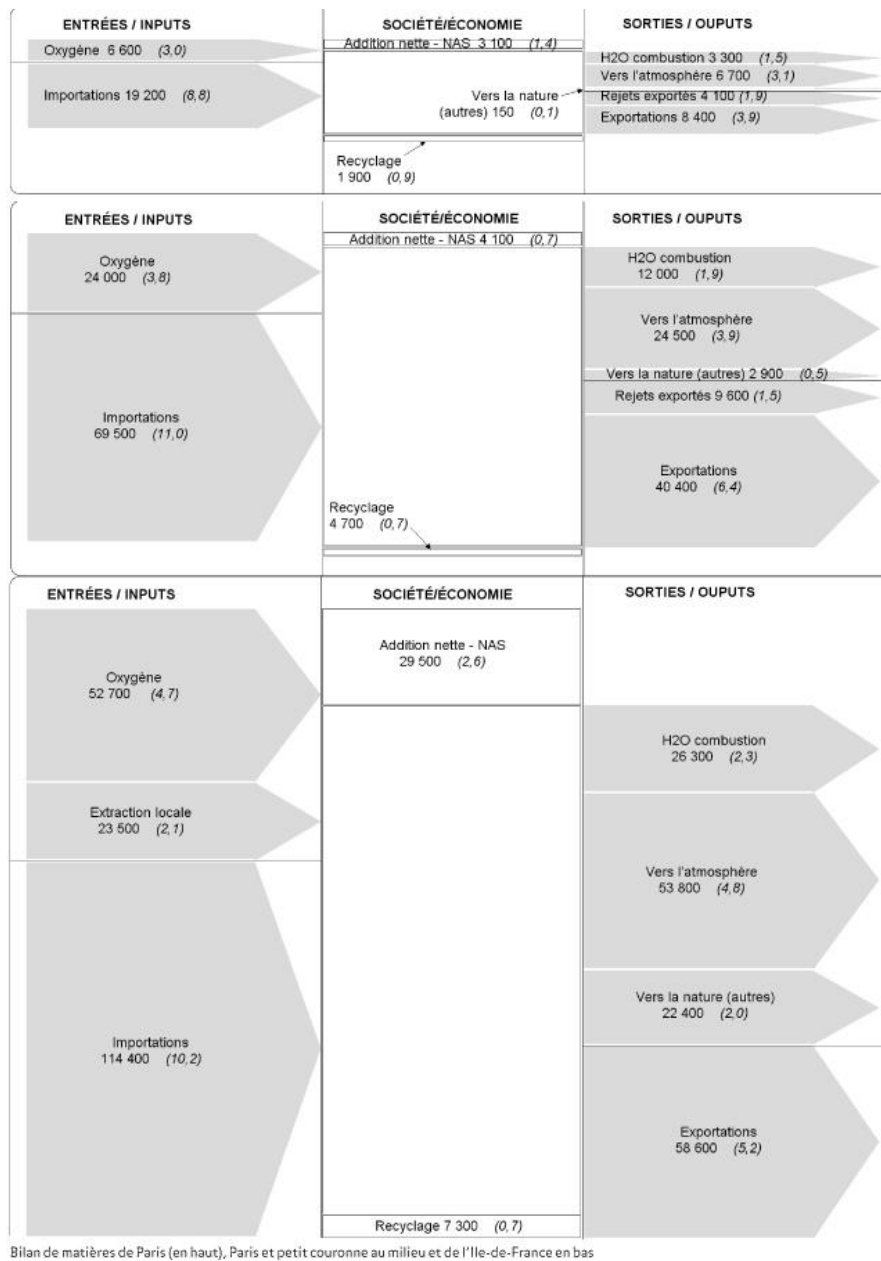 ENTRÉES / INPUTS
SOCIÉTÉ/ÉCONOMIE
SORTIES / OUPUTS
Oxygène 6 600 (3,0)
Importations 19 200 (8,8)
Addition nette - NAS 3 100 (1,4)
Vers la nature
(autres) 150 (0,1)
Recyclage
1 900 (0,9)
H2O combustion 3 300 (1,5)
Vers l'atmosphère 6 700 (3,1)
Rejets exportés 4 100 (1,9)
Exportations 8 400 (3,9)
ENTRÉES / INPUTS
SOCIÉTÉ/ÉCONOMIE
SORTIES / OUPUTS
Oxygène
24 000 (3,8)
Importations
69 500 (11,0)
Addition nette - NAS 4 100 (0,7)
Recyclage
4 700 (0,7)
H2O combustion
12 000 (1,9)
Vers l'atmosphère
24 500 (3,9)
Vers la nature (autres) 2 900 (0,5)
Rejets exportés 9 600 (1,5)
Exportations
40 400 (6,4)
ENTRÉES / INPUTS
SOCIÉTÉ/ÉCONOMIE
SORTIES / OUPUTS
Oxygène
52 700 (4,7)
Extraction locale
23 500 (2,1)
Importations
114 400 (10,2)
Addition nette - NAS
29 500 (2,6)
Recyclage 7 300 (0,7)
H2O combustion
26 300 (2,3)
Vers l'atmosphère
53 800 (4,8)
Vers la nature (autres)
22 400 (2,0)
Exportations
58 600 (5,2)
Bilan de matières de Paris (en haut), Paris et petit couronne au milieu et de l'Ile-de-France en bas